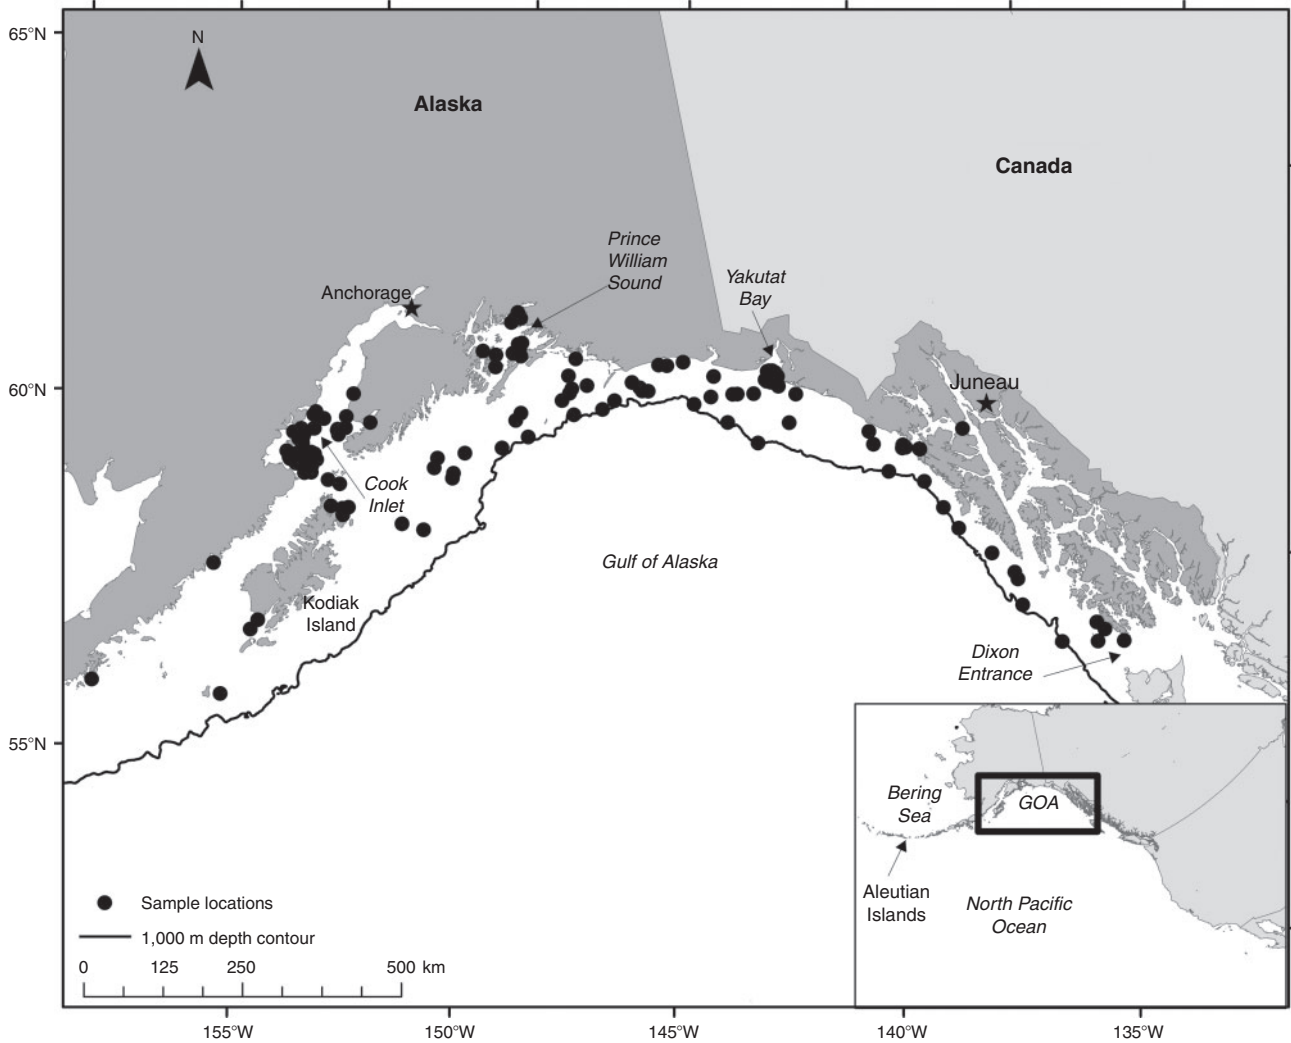 65°N
N
Alaska
Canada
Prince
William
Sound
Yakutat
Bay
Anchorage
60°N
Juneau
Cook
Inlet
Gulf of Alaska
Kodiak
Island
Dixon
Entrance
55°N
Bering
Sea
GOA
Aleutian
Islands
North Pacific
Ocean
Sample locations
1,000 m depth contour
0 125 250 500 km
155°W 150°W 145°W 140°W 135°W